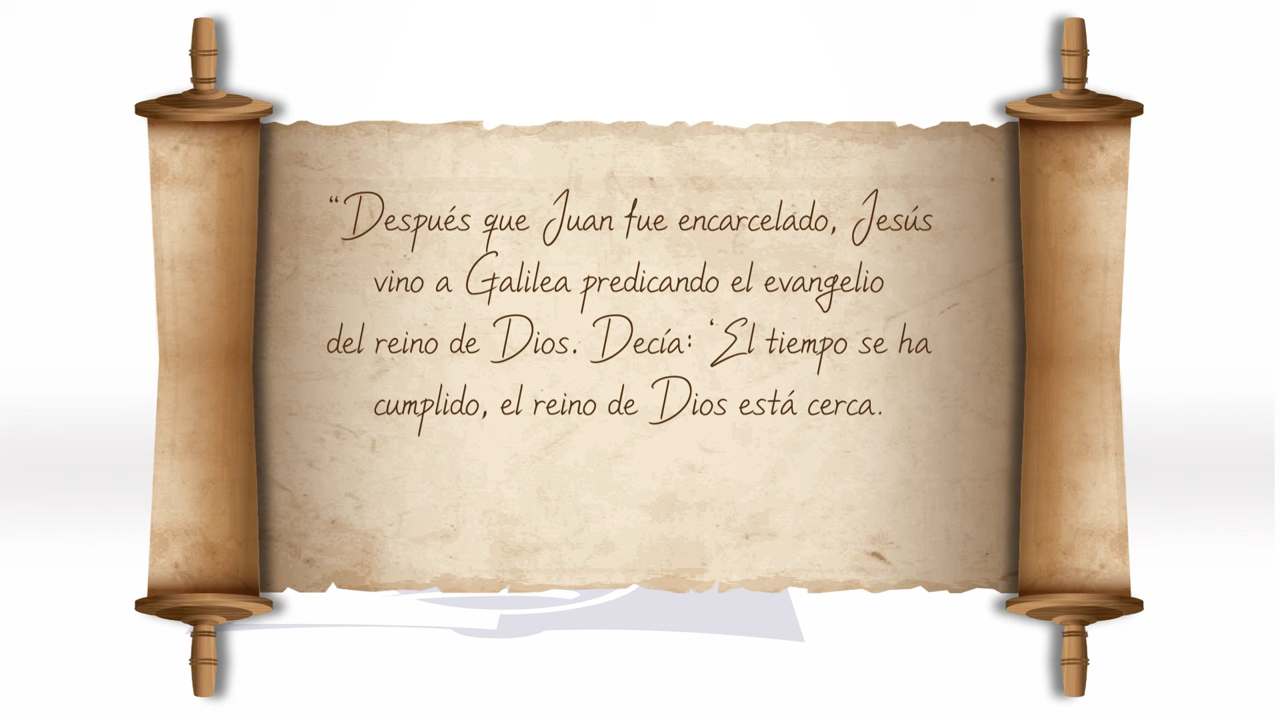 “Después que Juan fue encarcelado, Jesús
vino a Galilea predicando el evangelio
del reino de Dios. Decía: ‘El tiempo se ha
cumplido, el reino de Dios está cerca.